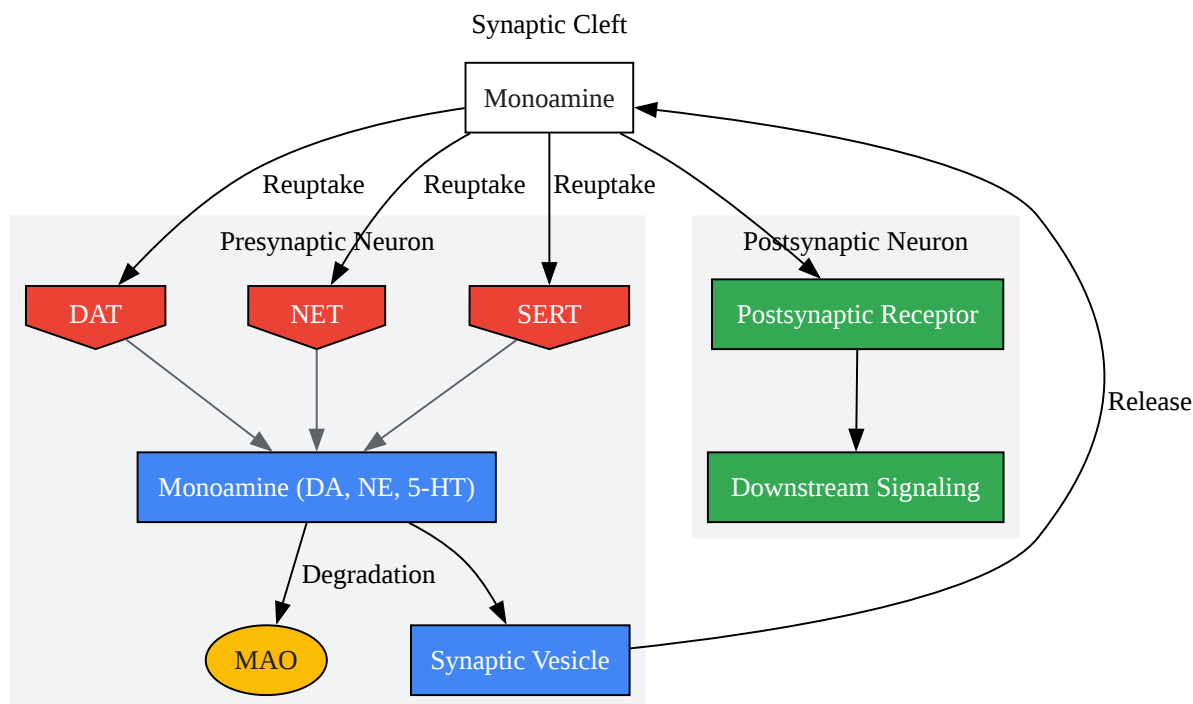 Synaptic Cleft
Monoamine
Reuptake
Reuptake
Reuptake
Presynaptic Neuron
Postsynaptic Neuron
DAT
NET
SERT
Postsynaptic Receptor
Release
Monoamine (DA, NE, 5-HT)
Downstream Signaling
Degradation
MAO
Synaptic Vesicle